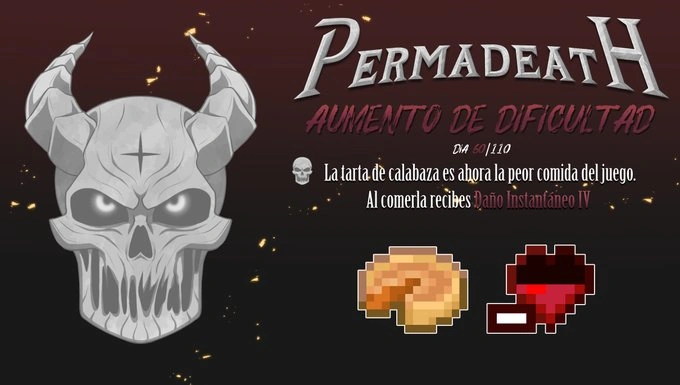 PERMADEATH
AUMENTO DE DIFICULTAD
DIA 60/110
La tarta de calabaza es ahora la peor comida del juego.
Al comerla recibes Daño Instantáneo IV